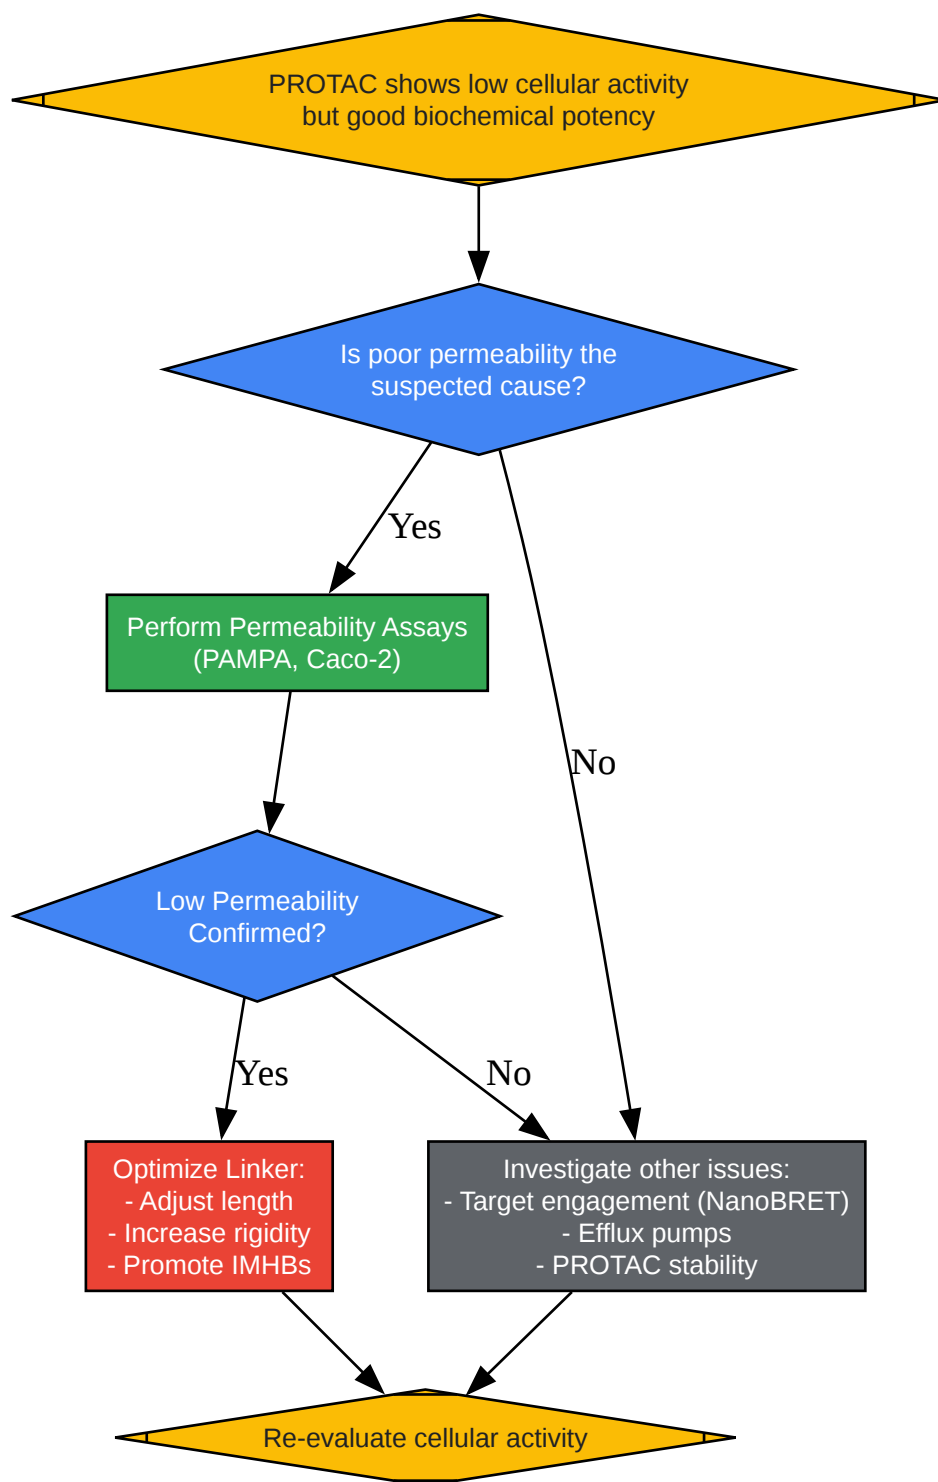 PROTAC shows low cellular activity
but good biochemical potency
Is poor permeability the
suspected cause?
Yes
Perform Permeability Assays
(PAMPA, Caco-2)
No
Low Permeability
Confirmed?
Yes
No
Optimize Linker:
- Adjust length
- Increase rigidity
- Promote IMHBs
Investigate other issues:
- Target engagement (NanoBRET)
- Efflux pumps
- PROTAC stability
Re-evaluate cellular activity